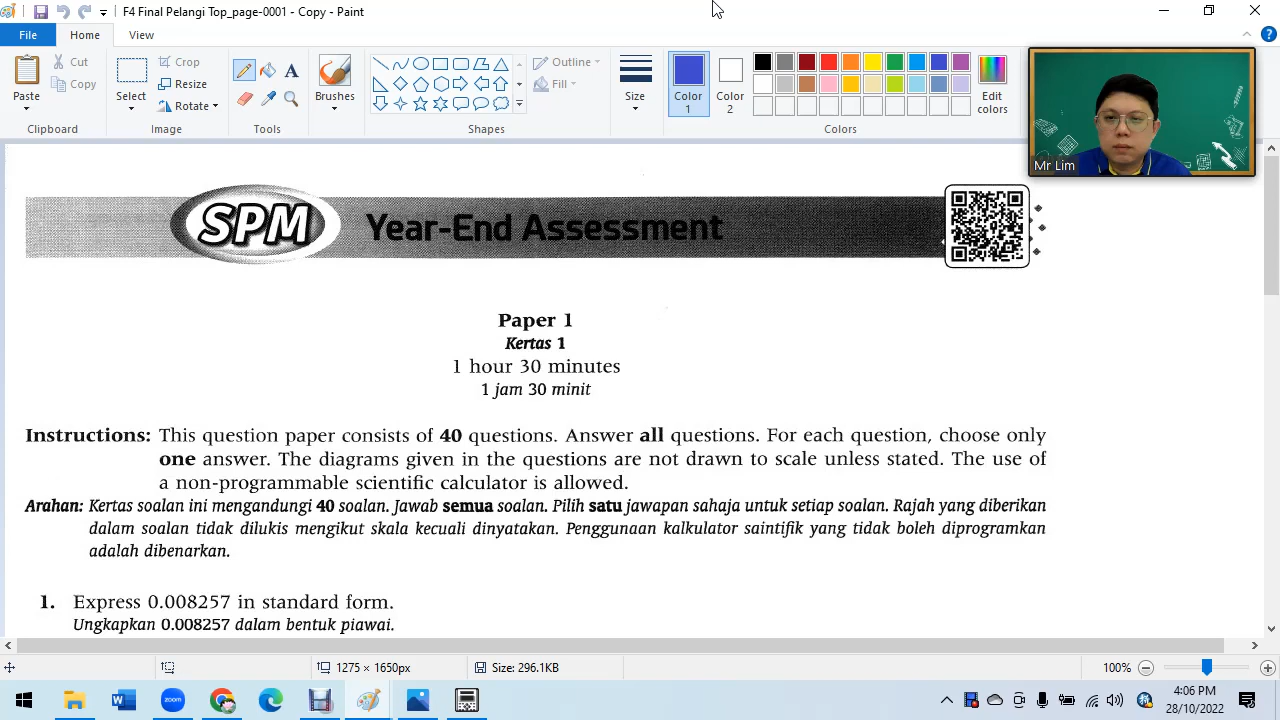 F4 Final Pelangi Top_page-0001 - Copy - Paint
File Home View
Paste
Cut
Copy
Clipboard
Select
Crop
Resize
Rotate
Image
A
Tools
Brushes
Outline
Fill
Shapes
Size
Color 1
Color 2
Edit colors
Colors
Mr Lim
SPM Year-End Assessment
Paper 1
Kertas 1
1 hour 30 minutes
1 jam 30 minit
Instructions: This question paper consists of 40 questions. Answer all questions. For each question, choose only
one answer. The diagrams given in the questions are not drawn to scale unless stated. The use of
a non-programmable scientific calculator is allowed.
Arahan: Kertas soalan ini mengandungi 40 soalan. Jawab semua soalan. Pilih satu jawapan sahaja untuk setiap soalan. Rajah yang diberikan
dalam soalan tidak dilukis mengikut skala kecuali dinyatakan. Penggunaan kalkulator saintifik yang tidak boleh diprogramkan
adalah dibenarkan.
1. Express 0.008257 in standard form.
Ungkapkan 0.008257 dalam bentuk piawai.
1275 × 1650px
Size: 296.1KB
100%
zoom
4:06 PM
28/10/2022